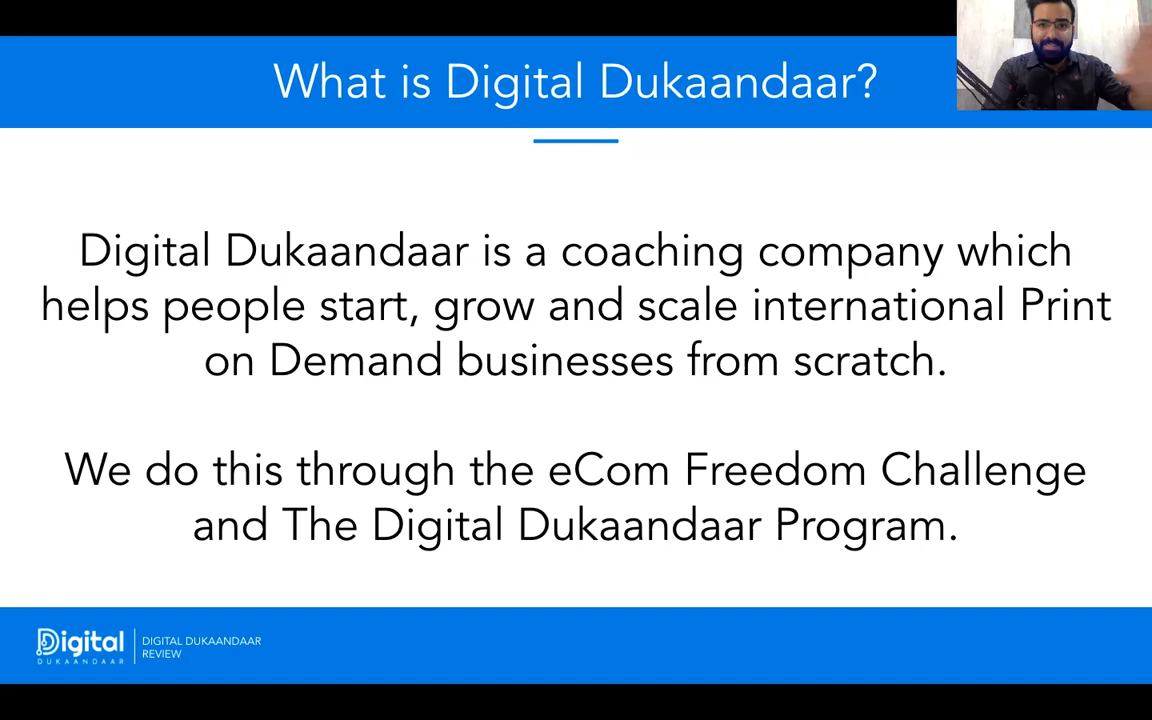 What is Digital Dukaandaar?
Digital Dukaandaar is a coaching company which
helps people start, grow and scale international Print
on Demand businesses from scratch.
We do this through the eCom Freedom Challenge
and The Digital Dukaandaar Program.
Digital
DUKAANDAAR
DIGITAL DUKAANDAAR
REVIEW